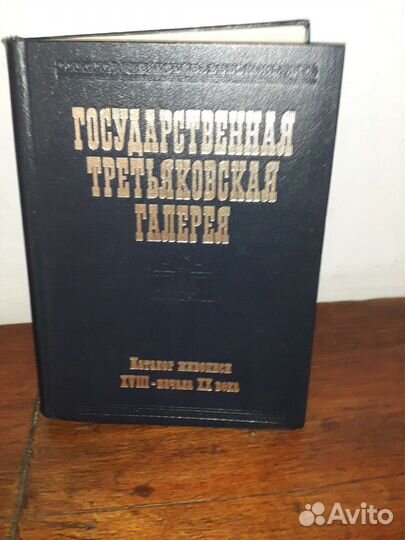 ГОСУДАРСТВЕННАЯ
ТРЕТЬЯКОВСКАЯ
ГАЛЕРЕЯ
КАТАЛОГ ЖИВОПИСИ
XVIII–НАЧАЛА XX ВЕКА
Avito